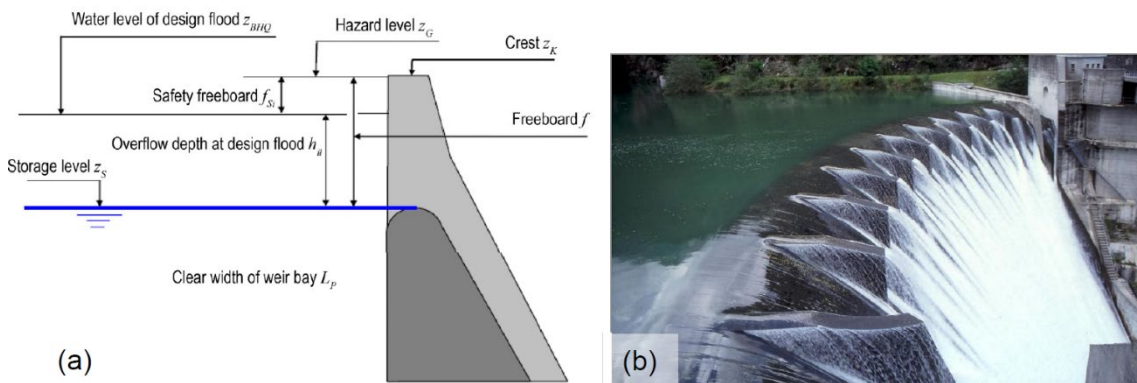 Water level of design flood z_BHQ
Hazard level z_G
Crest z_K
Safety freeboard f_Si
Freeboard f
Overflow depth at design flood h_ü
Storage level z_S
Clear width of weir bay L_P
(a)
(b)